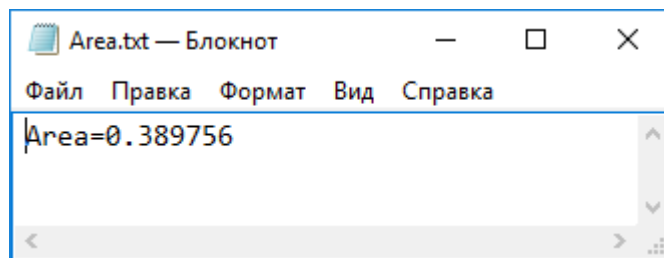 Area.txt — Блокнот
Файл Правка Формат Вид Справка
Area=0.389756